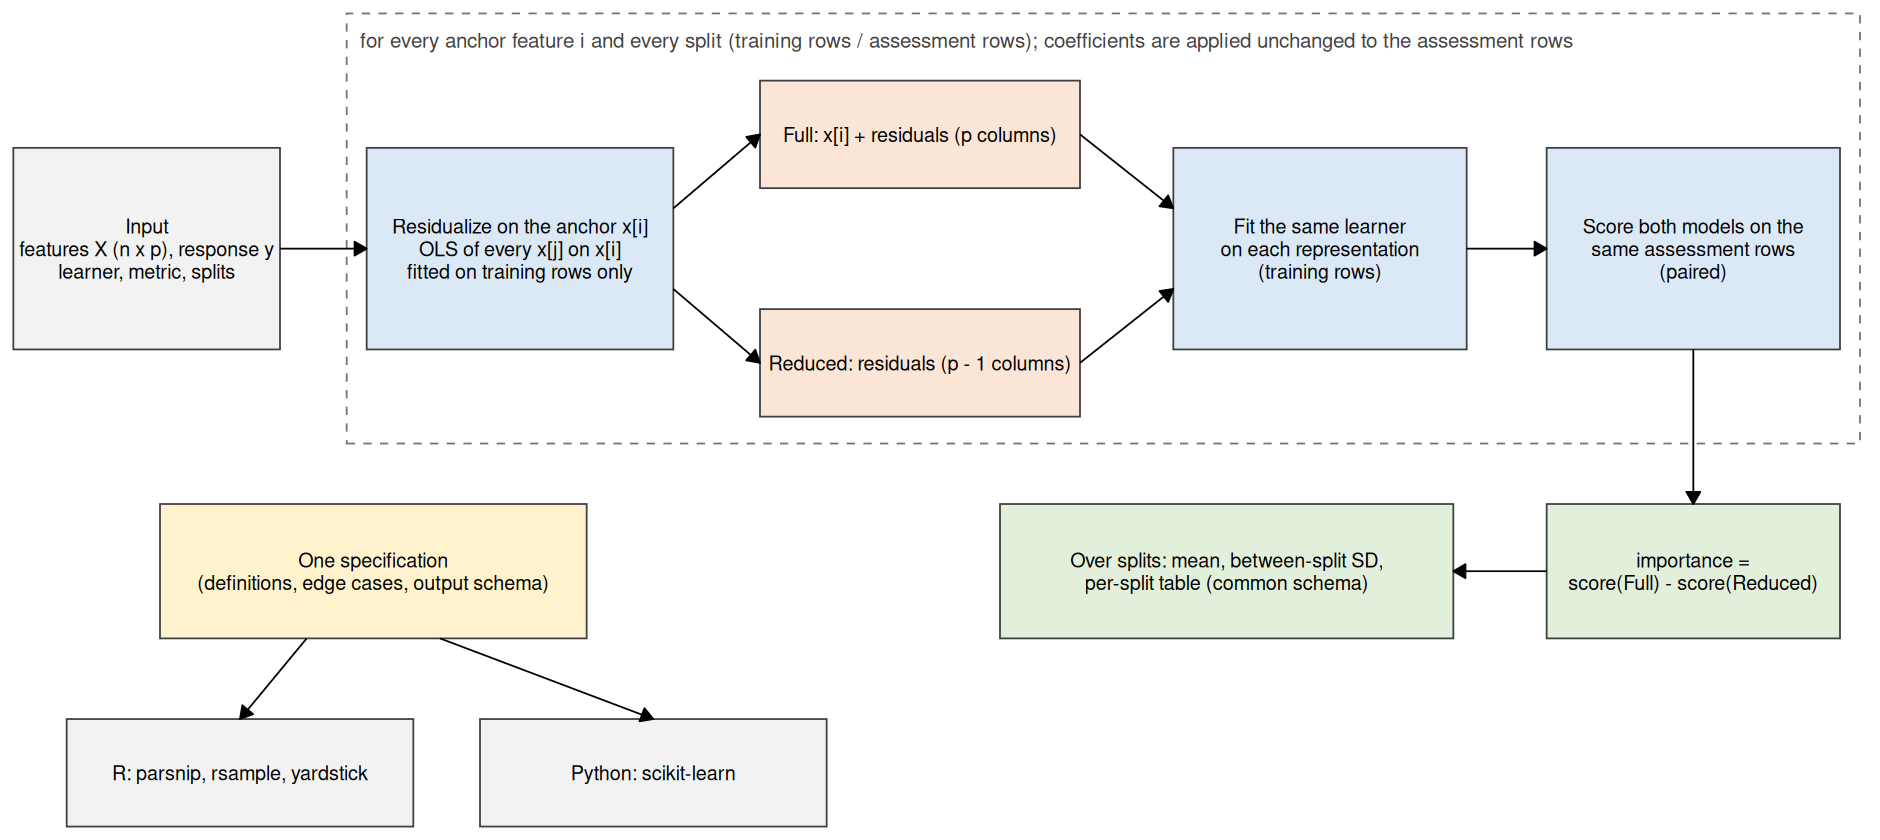 for every anchor feature i and every split (training rows / assessment rows); coefficients are applied unchanged to the assessment rows
Input
features X (n x p), response y
learner, metric, splits
Residualize on the anchor x[i]
OLS of every x[j] on x[i]
fitted on training rows only
Full: x[i] + residuals (p columns)
Reduced: residuals (p - 1 columns)
Fit the same learner
on each representation
(training rows)
Score both models on the
same assessment rows
(paired)
One specification
(definitions, edge cases, output schema)
Over splits: mean, between-split SD,
per-split table (common schema)
importance =
score(Full) - score(Reduced)
R: parsnip, rsample, yardstick
Python: scikit-learn